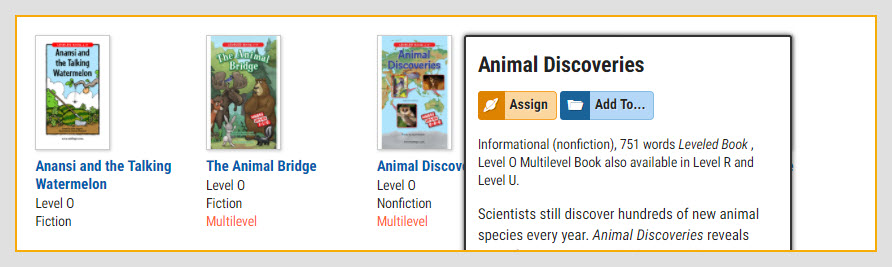 Anansi and
the Talking
Watermelon
The Animal
Bridge
Animal
Discoveries
Anansi and the Talking
Watermelon
Level O
Fiction
The Animal Bridge
Level O
Fiction
Multilevel
Animal Discov
Level O
Nonfiction
Multilevel
Animal Discoveries
Assign
Add To...
Informational (nonfiction), 751 words Leveled Book ,
Level O Multilevel Book also available in Level R and
Level U.
Scientists still discover hundreds of new animal
species every year. Animal Discoveries reveals